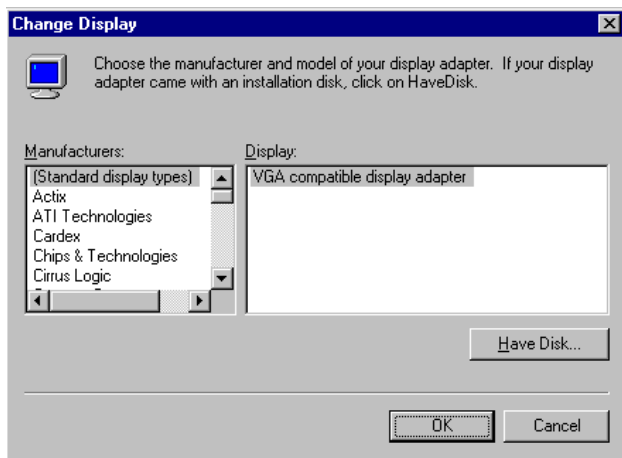 Change Display
Choose the manufacturer and model of your display adapter. If your display
adapter came with an installation disk, click on HaveDisk.
Manufacturers:
(Standard display types)
Actix
ATI Technologies
Cardex
Chips & Technologies
Cirrus Logic
Display:
VGA compatible display adapter
Have Disk...
OK
Cancel